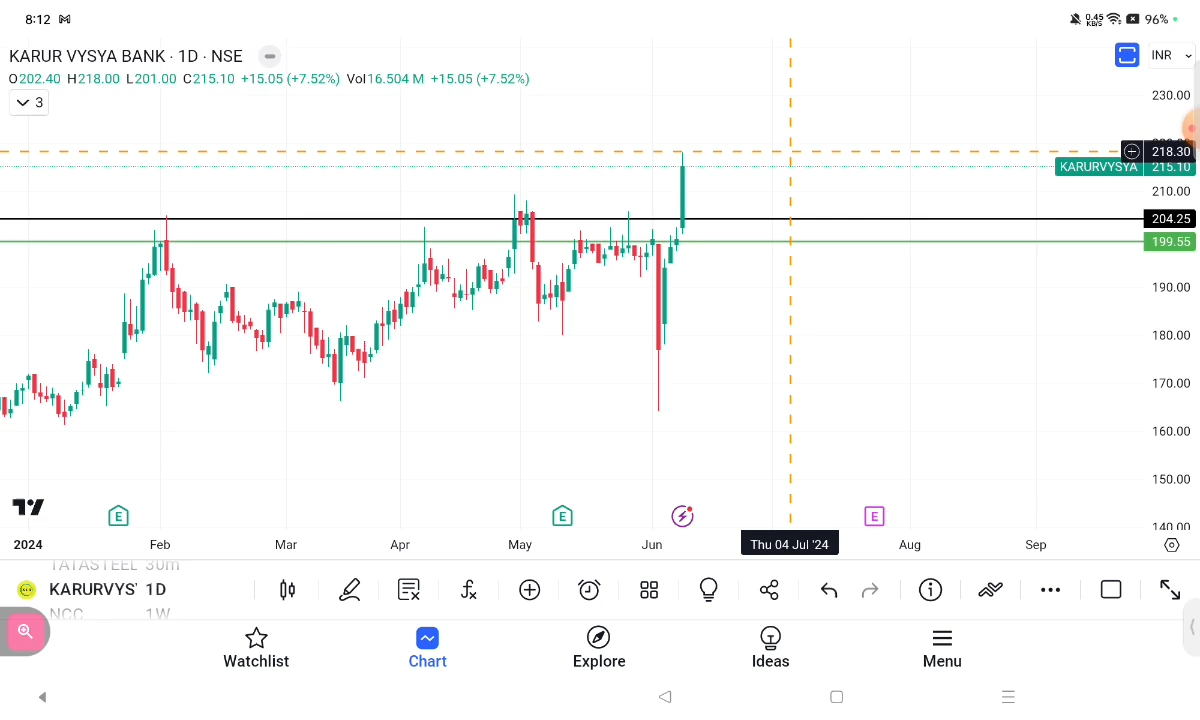 8:12 M 0.45 KB/S 96%
KARUR VYSYA BANK · 1D · NSE INR
O202.40 H218.00 L201.00 C215.10 +15.05 (+7.52%) Vol16.504 M +15.05 (+7.52%)
3
230.00
218.30
KARURVYSYA 215.10
210.00
204.25
199.55
190.00
180.00
170.00
160.00
150.00
140.00
E E E
2024 Feb Mar Apr May Jun Thu 04 Jul '24 Aug Sep
TATASTEEL 30m
KARURVYS' 1D
NCC 1W
Watchlist Chart Explore Ideas Menu